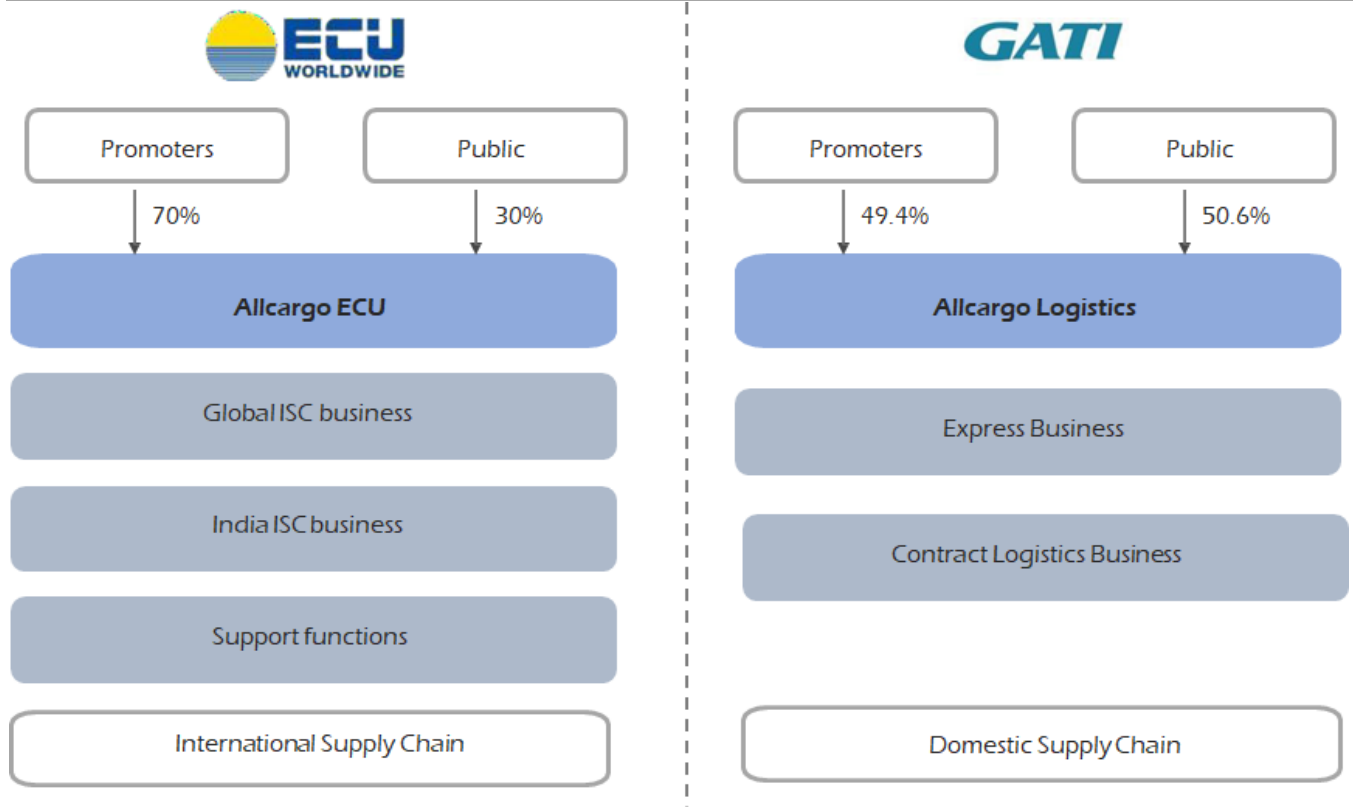 ECU
WORLDWIDE
Promoters
Public
70%
30%
Allcargo ECU
Global ISC business
India ISC business
Support functions
International Supply Chain
GATI
Promoters
Public
49.4%
50.6%
Allcargo Logistics
Express Business
Contract Logistics Business
Domestic Supply Chain